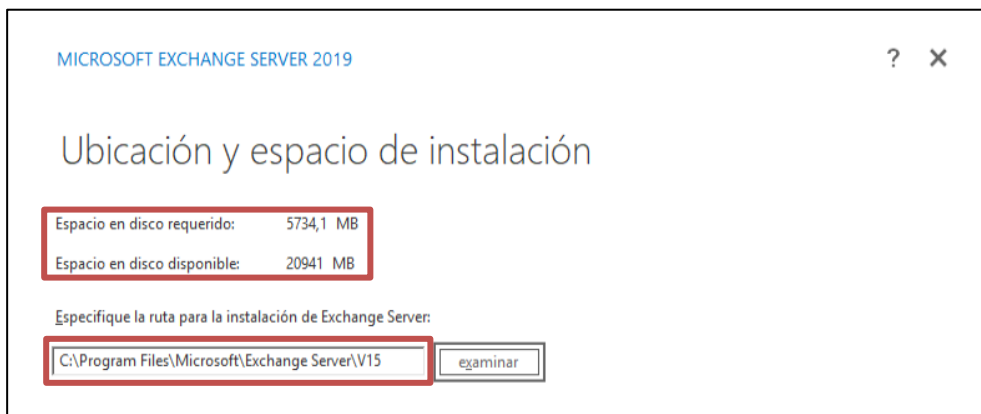 MICROSOFT EXCHANGE SERVER 2019 ? ✕
Ubicación y espacio de instalación
Espacio en disco requerido: 5734,1 MB
Espacio en disco disponible: 20941 MB
Especifique la ruta para la instalación de Exchange Server:
C:\Program Files\Microsoft\Exchange Server\V15 examinar